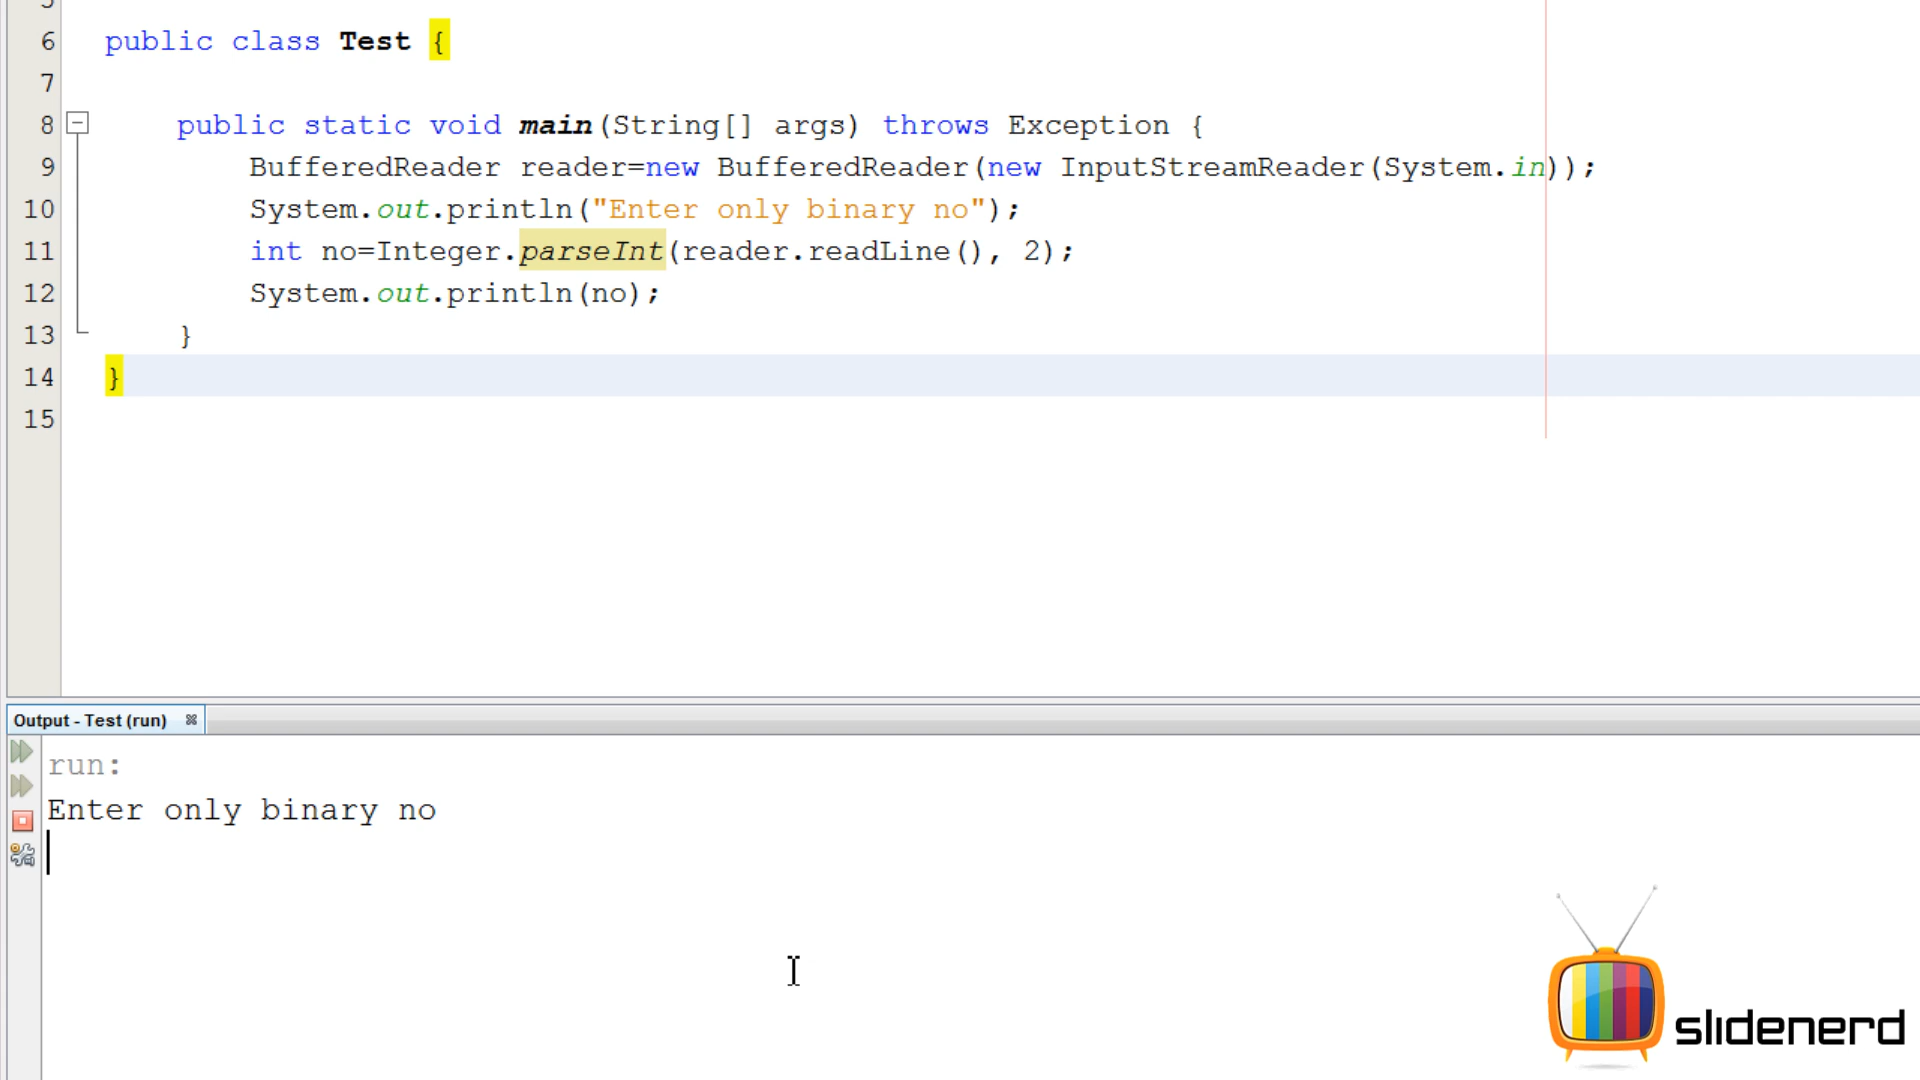 5
6 public class Test {
7
8 public static void main(String[] args) throws Exception {
9 BufferedReader reader=new BufferedReader(new InputStreamReader(System.in));
10 System.out.println("Enter only binary no");
11 int no=Integer.parseInt(reader.readLine(), 2);
12 System.out.println(no);
13 }
14 }
15
Output - Test (run)
run:
Enter only binary no
slidenerd